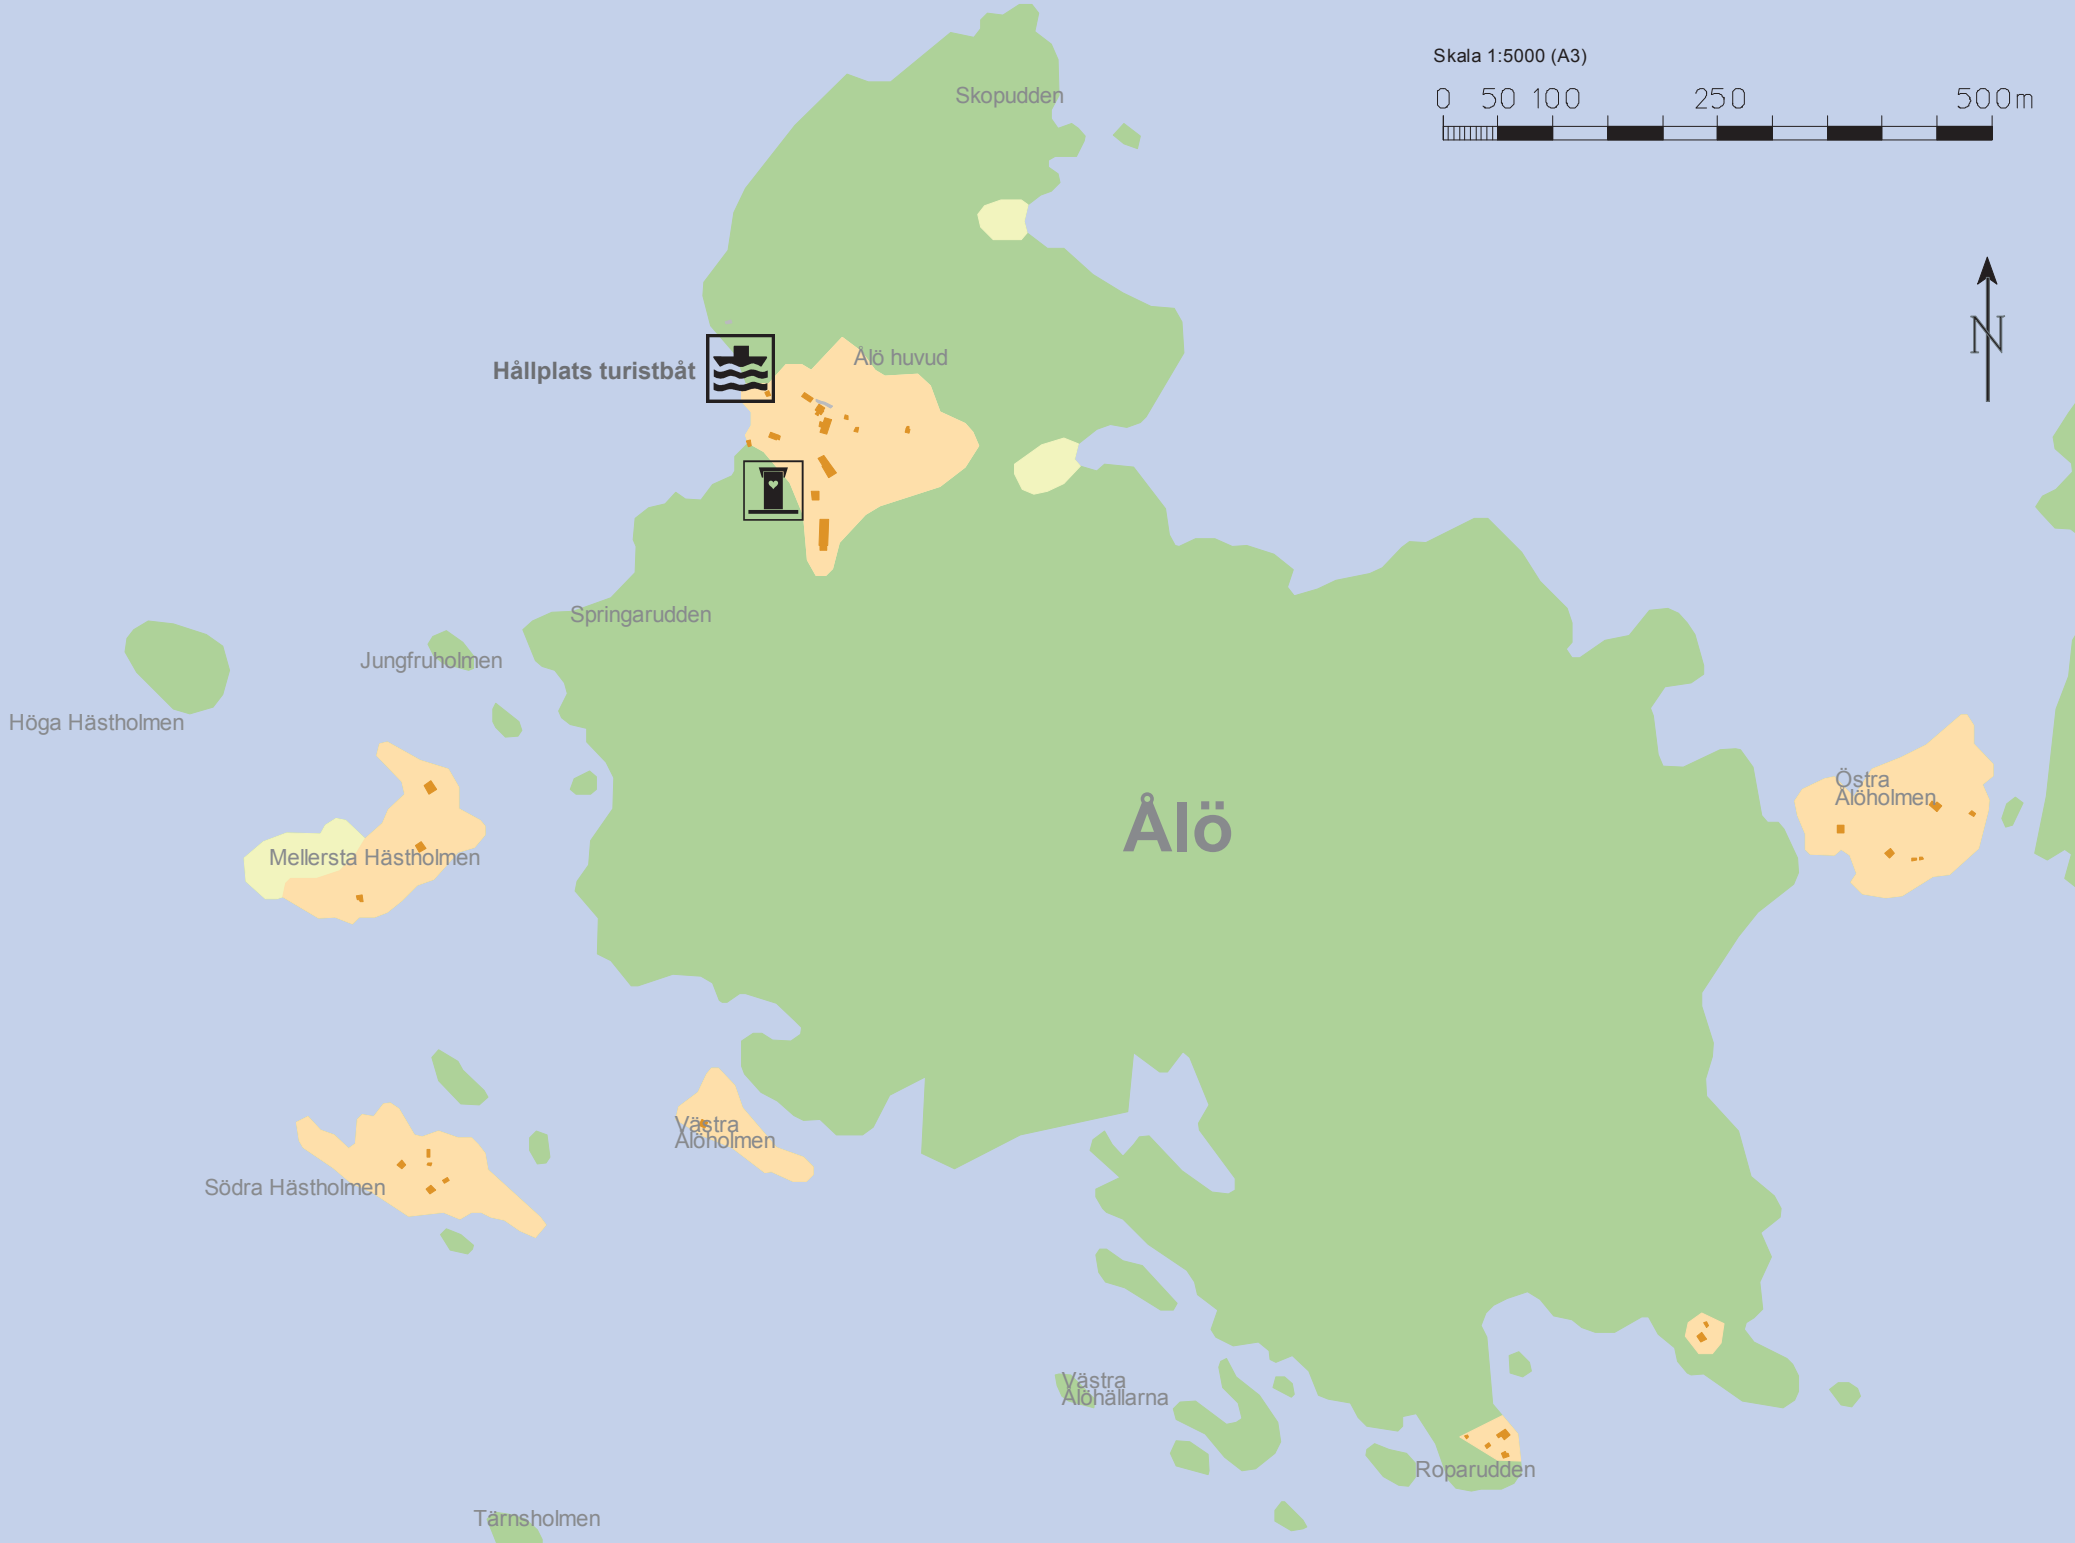 Skala 1:5000 (A3)
0 50 100 250 500m
Skopudden
N
Ålö huvud
Hållplats turistbåt
Springarudden
Jungfruholmen
Höga Hästholmen
Östra
Ålöholmen
Ålö
Mellersta Hästholmen
Västra
Ålöholmen
Södra Hästholmen
Västra
Ålöhällarna
Roparudden
Tärnsholmen